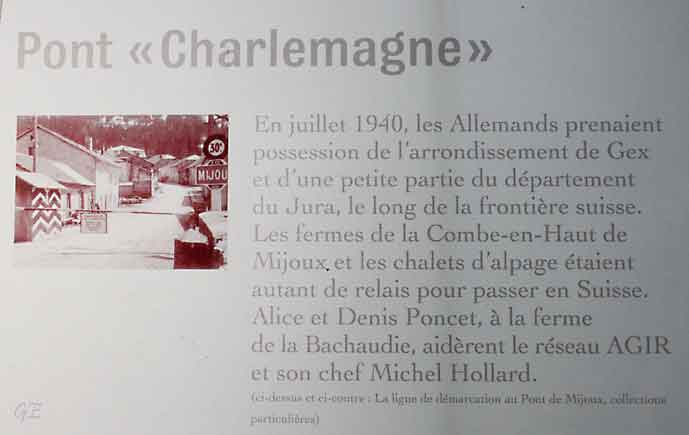 Pont « Charlemagne »
30
MIJOU
En juillet 1940, les Allemands prenaient
possession de l'arrondissement de Gex
et d'une petite partie du département
du Jura, le long de la frontière suisse.
Les fermes de la Combe-en-Haut de
Mijoux et les chalets d'alpage étaient
autant de relais pour passer en Suisse.
Alice et Denis Poncet, à la ferme
de la Bachaudie, aidèrent le réseau AGIR
et son chef Michel Hollard.
(ci-dessus et ci-contre : La ligne de démarcation au Pont de Mijoux, collections
particulières)
GE